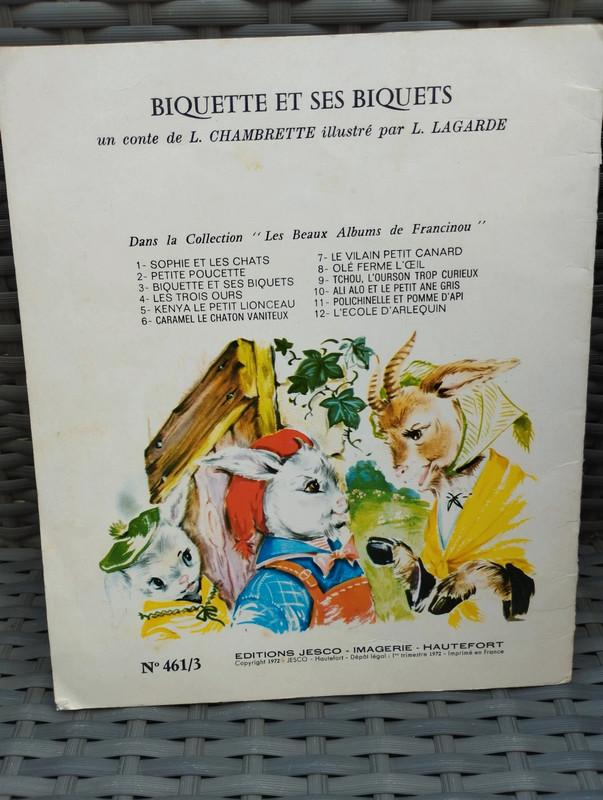 BIQUETTE ET SES BIQUETS
un conte de L. CHAMBRETTE illustré par L. LAGARDE
Dans la Collection " Les Beaux Albums de Francinou "
1- SOPHIE ET LES CHATS
2- PETITE POUCETTE
3- BIQUETTE ET SES BIQUETS
4- LES TROIS OURS
5- KENYA LE PETIT LIONCEAU
6- CARAMEL LE CHATON VANITEUX
7- LE VILAIN PETIT CANARD
8- OLÉ FERME L'ŒIL
9- TCHOU, L'OURSON TROP CURIEUX
10- ALI ALO ET LE PETIT ANE GRIS
11- POLICHINELLE ET POMME D'API
12- L'ECOLE D'ARLEQUIN
N° 461/3
EDITIONS JESCO - IMAGERIE - HAUTEFORT
Copyright 1972 JESCO - Hautefort - Dépôt légal : 1er trimestre 1972 - Imprimé en France